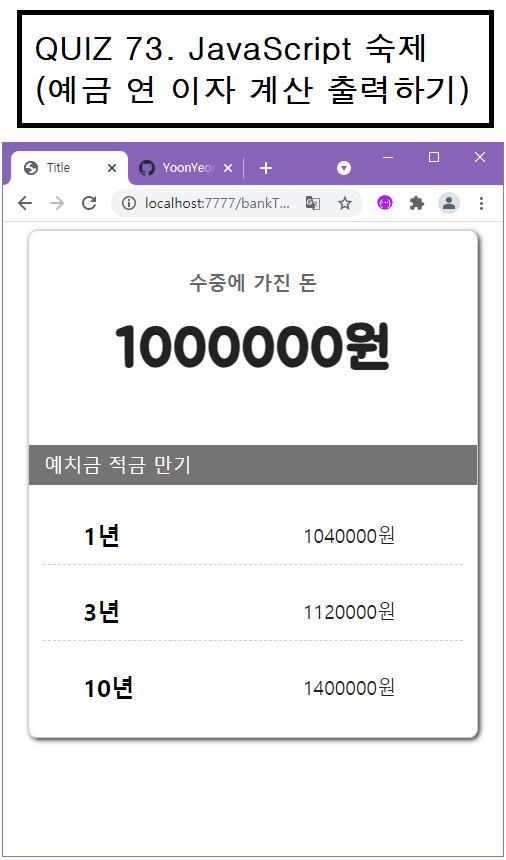 QUIZ 73. JavaScript 숙제
(예금 연 이자 계산 출력하기)
Title
YoonYeo
localhost:7777/bankT...
수중에 가진 돈
1000000원
예치금 적금 만기
1년 1040000원
3년 1120000원
10년 1400000원